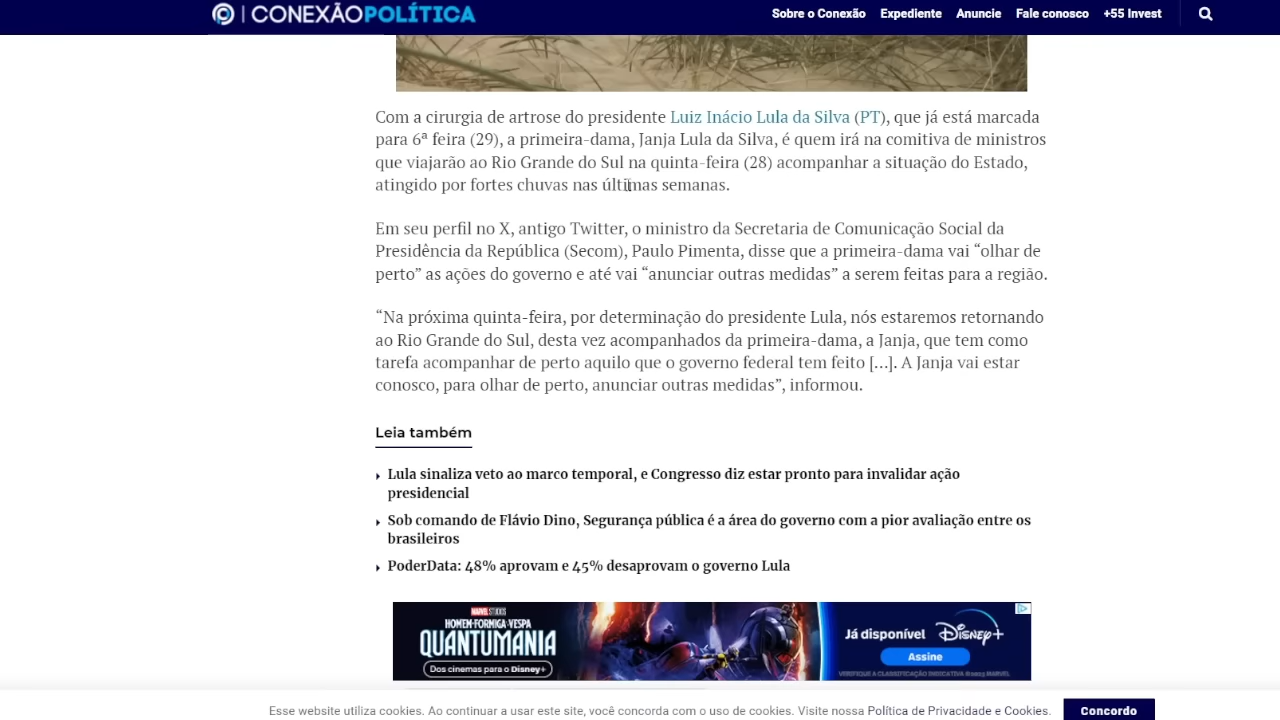 CONEXÃOPOLÍTICA
Sobre o Conexão Expediente Anuncie Fale conosco +55 Invest
Com a cirurgia de artrose do presidente Luiz Inácio Lula da Silva (PT), que já está marcada
para 6ª feira (29), a primeira-dama, Janja Lula da Silva, é quem irá na comitiva de ministros
que viajarão ao Rio Grande do Sul na quinta-feira (28) acompanhar a situação do Estado,
atingido por fortes chuvas nas últimas semanas.
Em seu perfil no X, antigo Twitter, o ministro da Secretaria de Comunicação Social da
Presidência da República (Secom), Paulo Pimenta, disse que a primeira-dama vai “olhar de
perto” as ações do governo e até vai “anunciar outras medidas” a serem feitas para a região.
“Na próxima quinta-feira, por determinação do presidente Lula, nós estaremos retornando
ao Rio Grande do Sul, desta vez acompanhados da primeira-dama, a Janja, que tem como
tarefa acompanhar de perto aquilo que o governo federal tem feito […]. A Janja vai estar
conosco, para olhar de perto, anunciar outras medidas”, informou.
Leia também
Lula sinaliza veto ao marco temporal, e Congresso diz estar pronto para invalidar ação
presidencial
Sob comando de Flávio Dino, Segurança pública é a área do governo com a pior avaliação entre os
brasileiros
PoderData: 48% aprovam e 45% desaprovam o governo Lula
MARVEL STUDIOS
HOMEM-FORMIGA E VESPA
QUANTUMANIA
Dos cinemas para o Disney+
Já disponível Disney+
Assine
VERIFIQUE A CLASSIFICAÇÃO INDICATIVA ©2023 MARVEL
Esse website utiliza cookies. Ao continuar a usar este site, você concorda com o uso de cookies. Visite nossa Política de Privacidade e Cookies.
Concordo